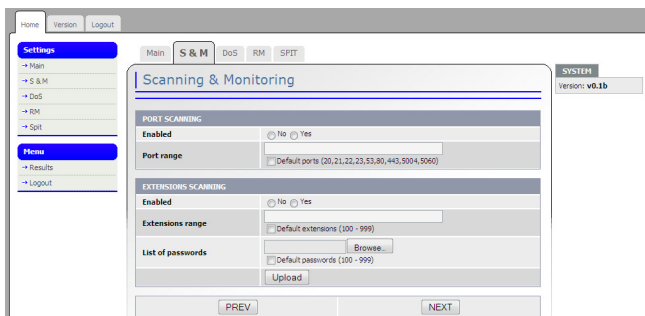 Home Version Logout
Settings
→ Main
→ S & M
→ DoS
→ RM
→ Spit
Menu
→ Results
→ Logout
Main S & M DoS RM SPIT
Scanning & Monitoring
PORT SCANNING
Enabled No Yes
Port range
Default ports (20,21,22,23,53,80,443,5004,5060)
EXTENSIONS SCANNING
Enabled No Yes
Extensions range
Default extensions (100 - 999)
List of passwords Browse...
Default passwords (100 - 999)
Upload
PREV NEXT
SYSTEM
Version: v0.1b